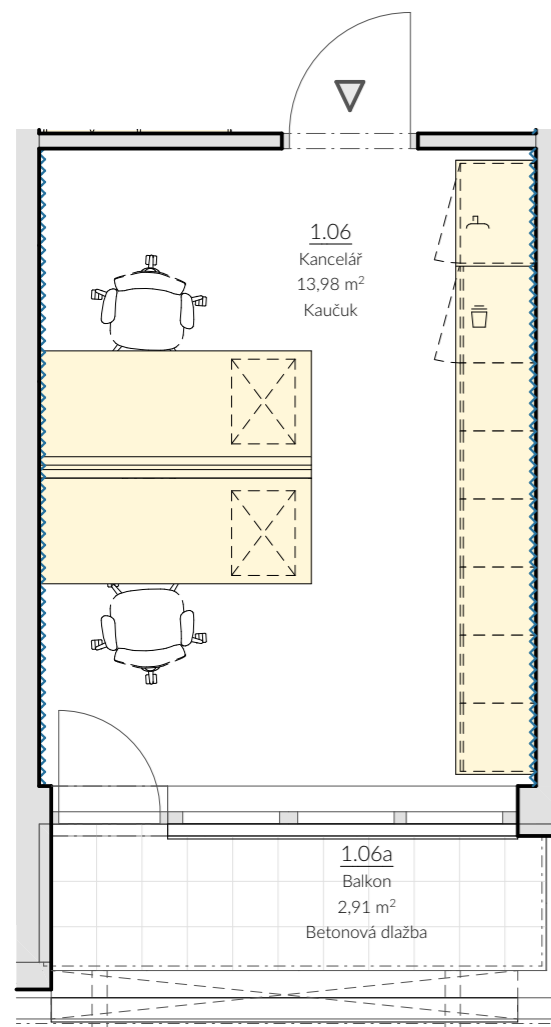 1.06
Kancelář
13,98 m²
Kaučuk
1.06a
Balkon
2,91 m²
Betonová dlažba